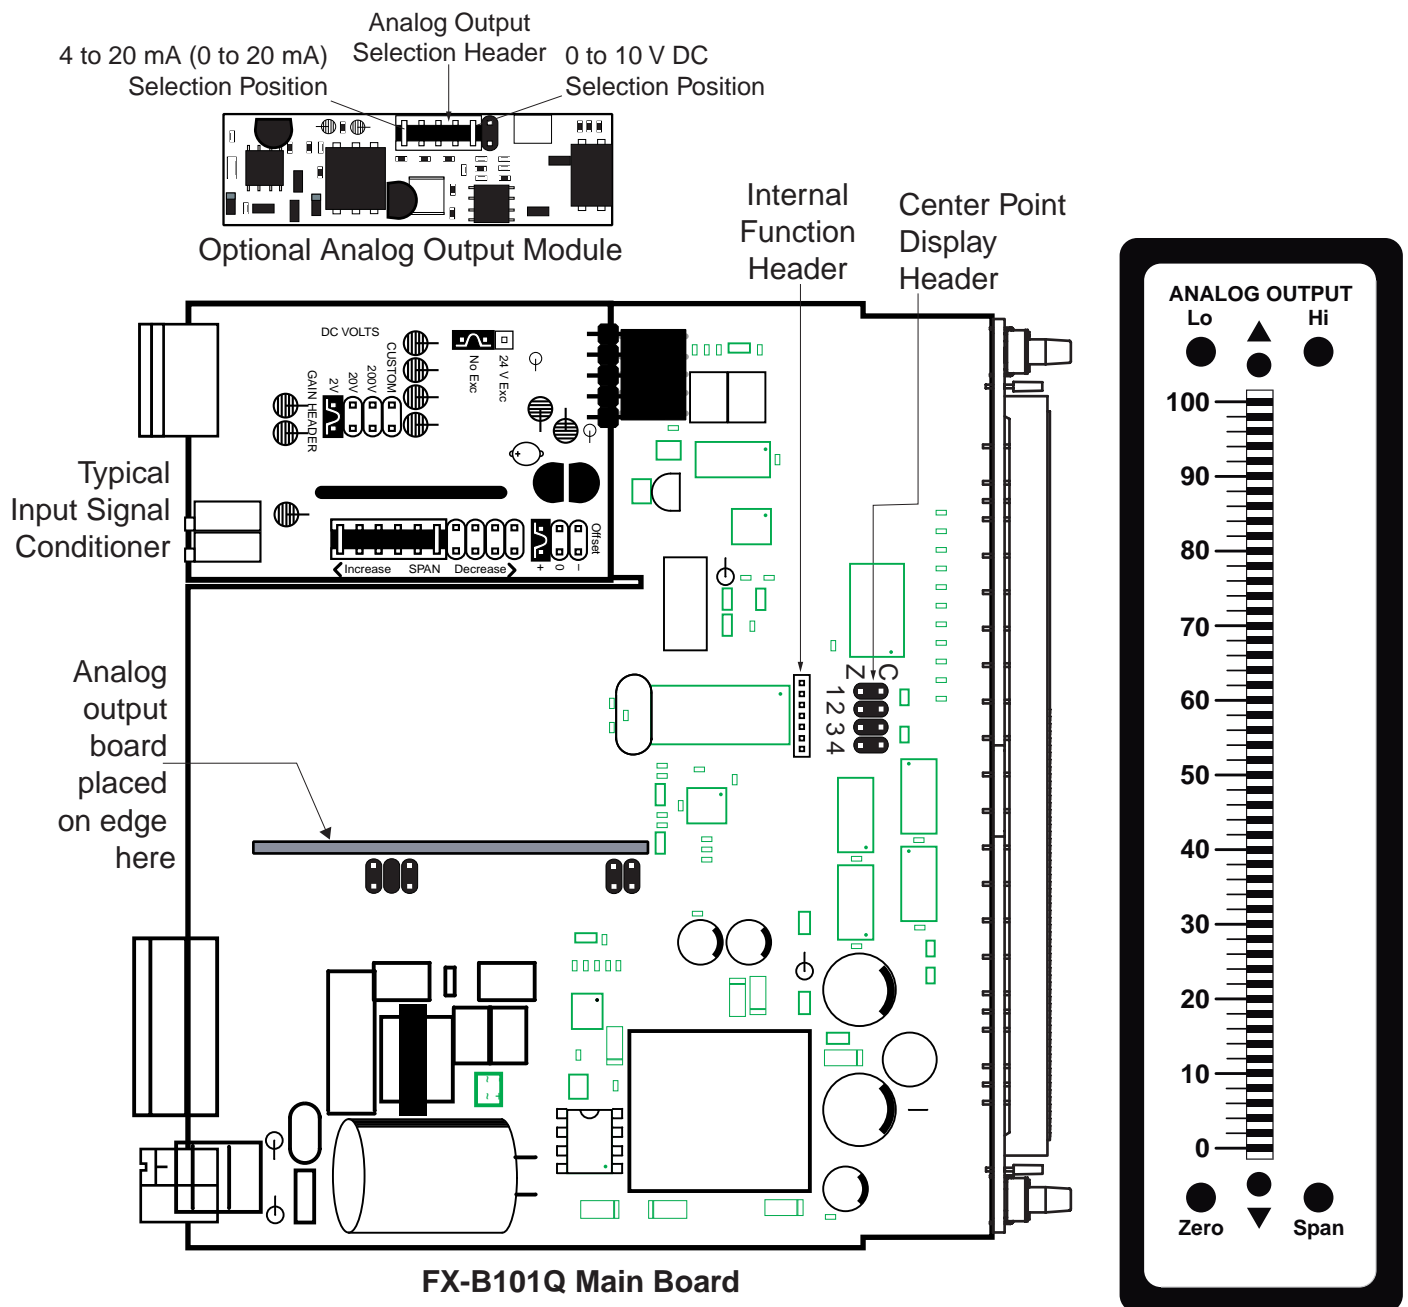 Analog Output
Selection Header
4 to 20 mA (0 to 20 mA)
Selection Position
0 to 10 V DC
Selection Position
Optional Analog Output Module
Internal
Function
Header
Center Point
Display
Header
DC VOLTS
GAIN HEADER
2V
20V
200V
CUSTOM
No Exc
24 V Exc
Typical
Input Signal
Conditioner
Increase SPAN Decrease
+
0
–
Offset
Z C
1
2
3
4
Analog
output
board
placed
on edge
here
~
~ +
FX-B101Q Main Board
ANALOG OUTPUT
Lo Hi
100
90
80
70
60
50
40
30
20
10
0
Zero Span